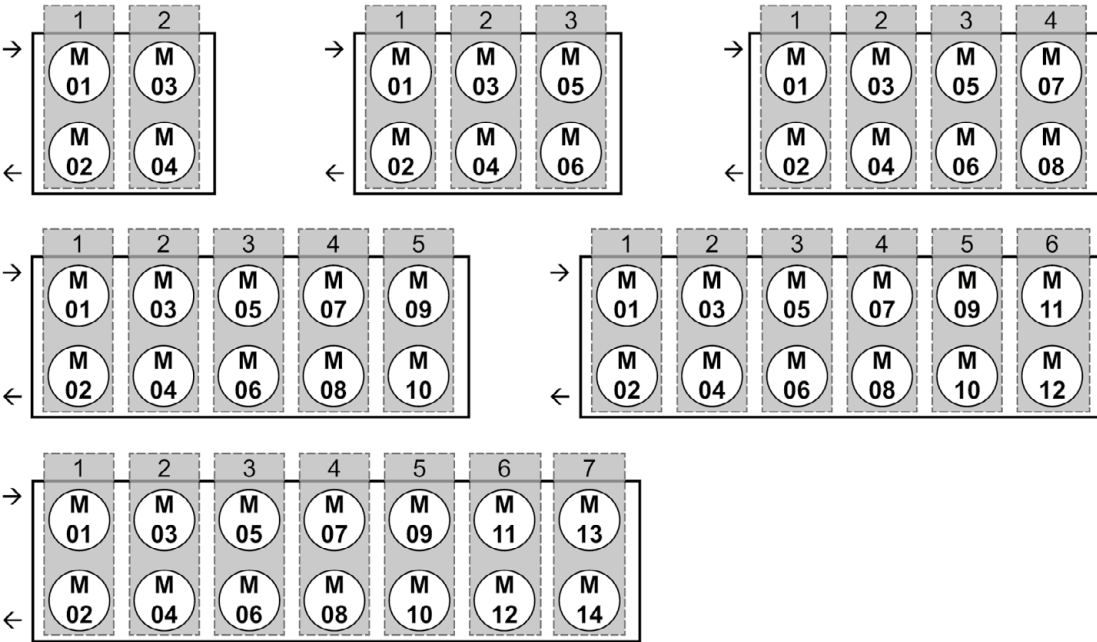 1 2
→ M 01 M 03
← M 02 M 04
1 2 3
→ M 01 M 03 M 05
← M 02 M 04 M 06
1 2 3 4
→ M 01 M 03 M 05 M 07
← M 02 M 04 M 06 M 08
1 2 3 4 5
→ M 01 M 03 M 05 M 07 M 09
← M 02 M 04 M 06 M 08 M 10
1 2 3 4 5 6
→ M 01 M 03 M 05 M 07 M 09 M 11
← M 02 M 04 M 06 M 08 M 10 M 12
1 2 3 4 5 6 7
→ M 01 M 03 M 05 M 07 M 09 M 11 M 13
← M 02 M 04 M 06 M 08 M 10 M 12 M 14